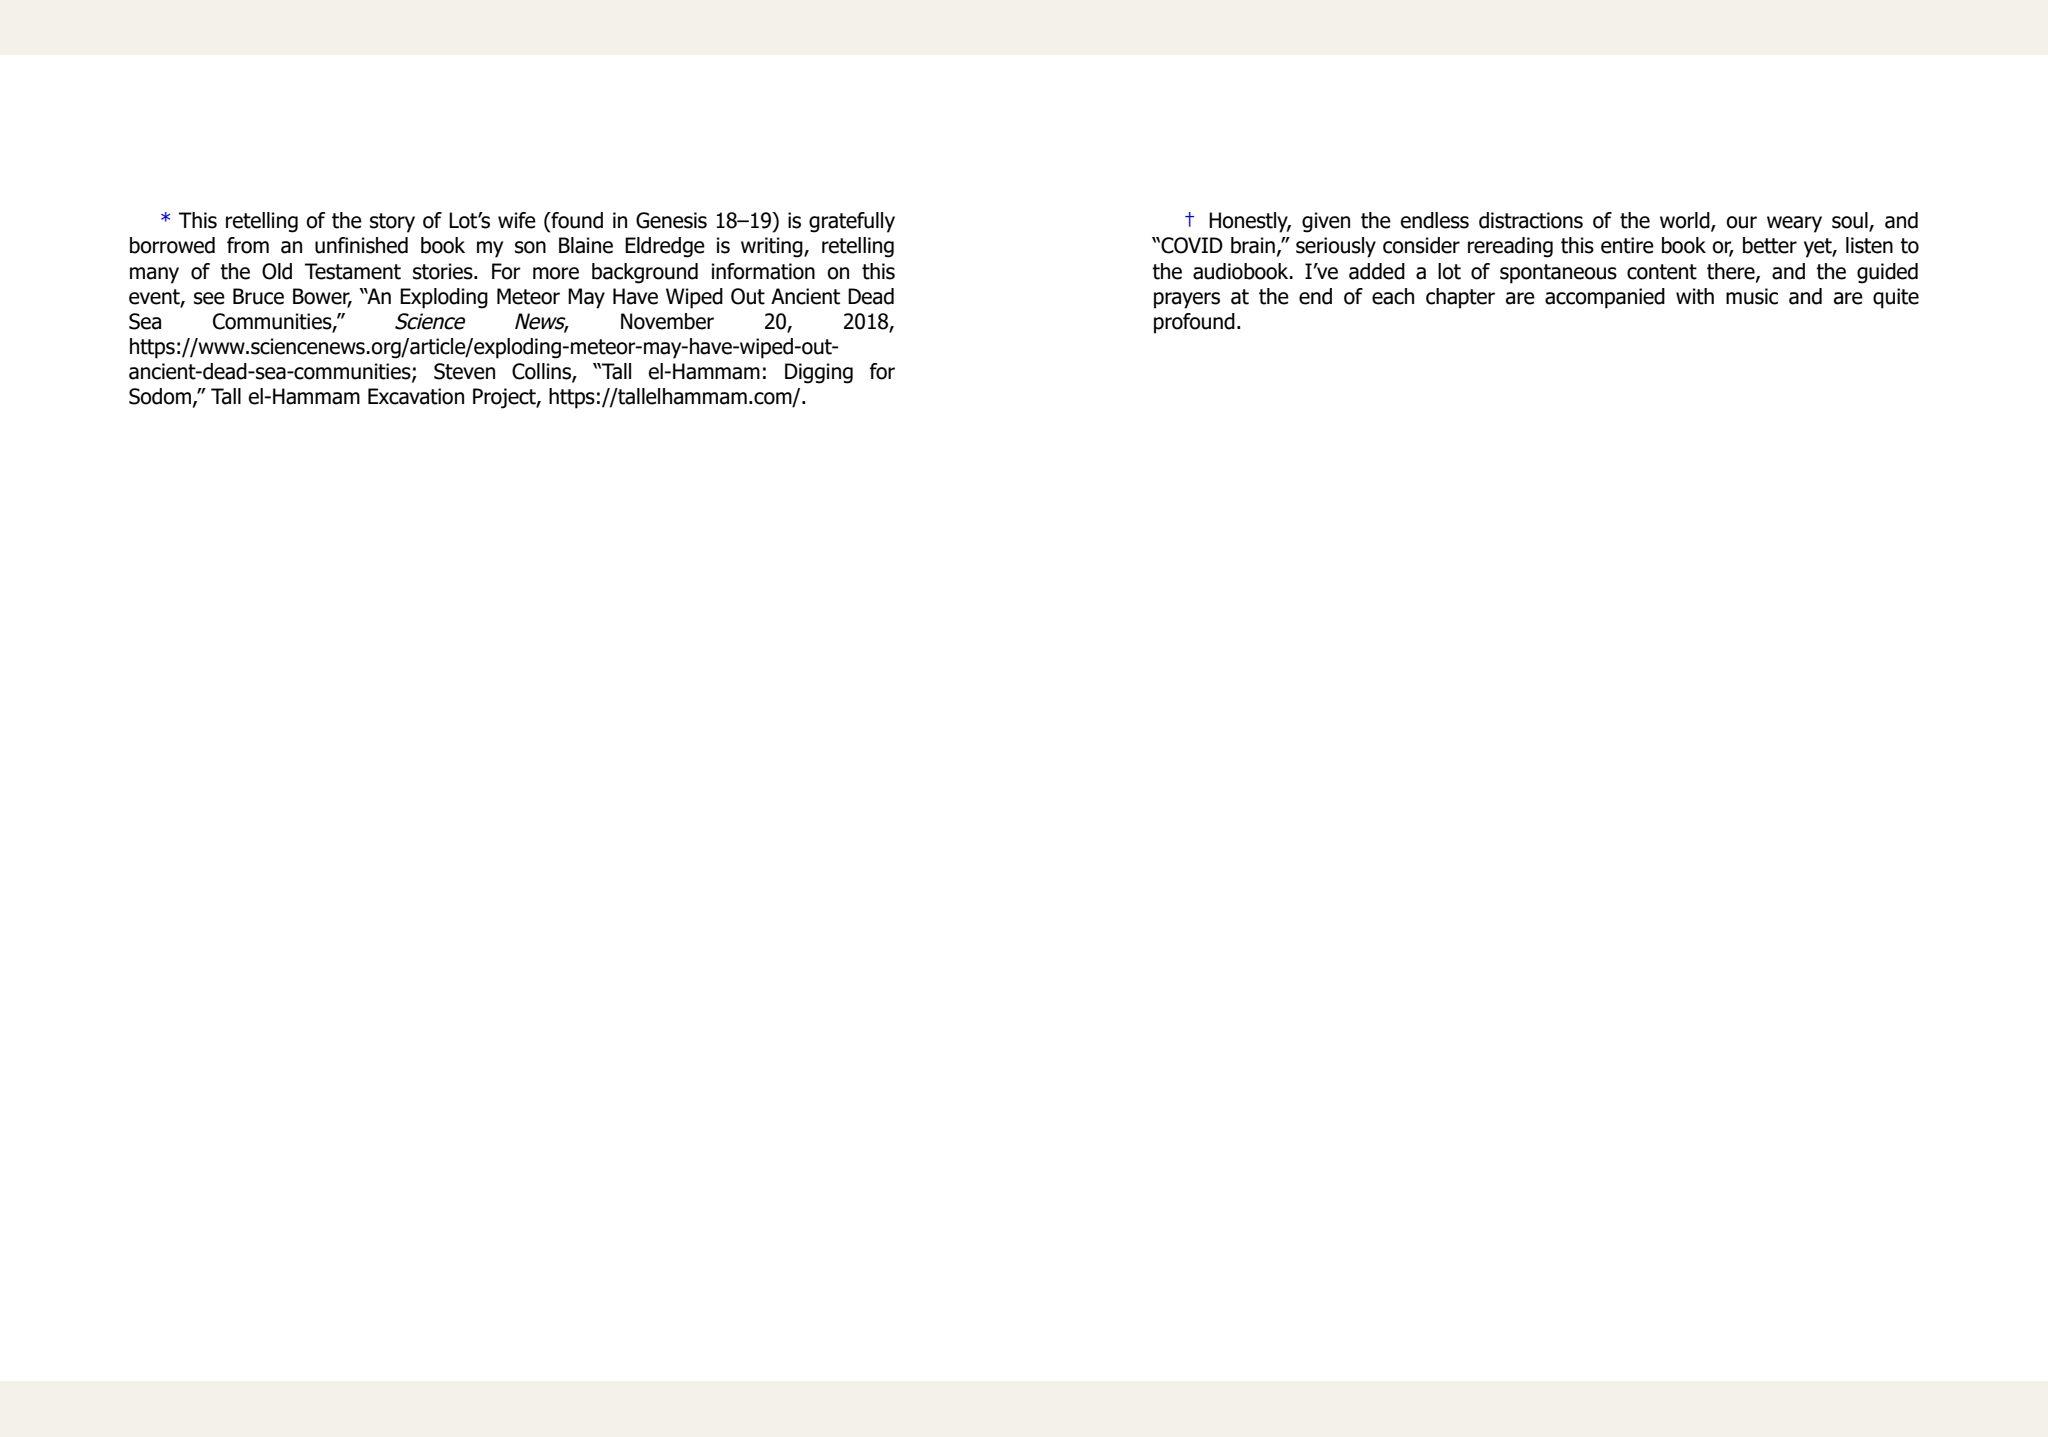 * This retelling of the story of Lot’s wife (found in Genesis 18–19) is gratefully
borrowed from an unfinished book my son Blaine Eldredge is writing, retelling
many of the Old Testament stories. For more background information on this
event, see Bruce Bower, “An Exploding Meteor May Have Wiped Out Ancient Dead
Sea Communities,” Science News, November 20, 2018,
https://www.sciencenews.org/article/exploding-meteor-may-have-wiped-out-
ancient-dead-sea-communities; Steven Collins, “Tall el-Hammam: Digging for
Sodom,” Tall el-Hammam Excavation Project, https://tallelhammam.com/.
† Honestly, given the endless distractions of the world, our weary soul, and
“COVID brain,” seriously consider rereading this entire book or, better yet, listen to
the audiobook. I’ve added a lot of spontaneous content there, and the guided
prayers at the end of each chapter are accompanied with music and are quite
profound.